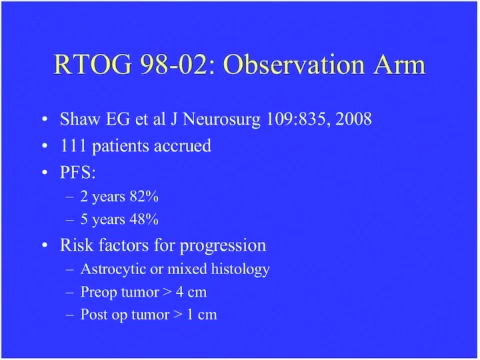 RTOG 98-02: Observation Arm
• Shaw EG et al J Neurosurg 109:835, 2008
• 111 patients accrued
• PFS:
– 2 years 82%
– 5 years 48%
• Risk factors for progression
– Astrocytic or mixed histology
– Preop tumor > 4 cm
– Post op tumor > 1 cm